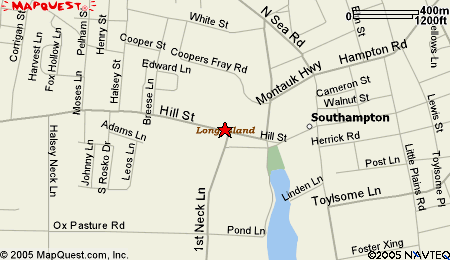 MAPQUEST
400m
1200ft
Corrigan St
Harvest Ln
Fox Hollow Ln
Pelham St
Henry St
White St
N Sea Rd
Elm St
Fellows Ln
Cooper St
Coopers Fray Rd
Hampton Rd
Edward Ln
Montauk Hwy
Moses Ln
Halsey St
Breese Ln
Cameron St
Walnut St
Lewis St
Hill St
Long Island
Hill St
Southampton
Adams Ln
Herrick Rd
Halsey Neck Ln
Johnny Ln
S Rosko Dr
Leos Ln
Post Ln
Little Plains Rd
Toylsome Pl
Linden Ln
Toylsome Ln
1st Neck Ln
Ox Pasture Rd
Pond Ln
Foster Xing
© 2005 MapQuest.com, Inc.
© 2005 NAVTEQ